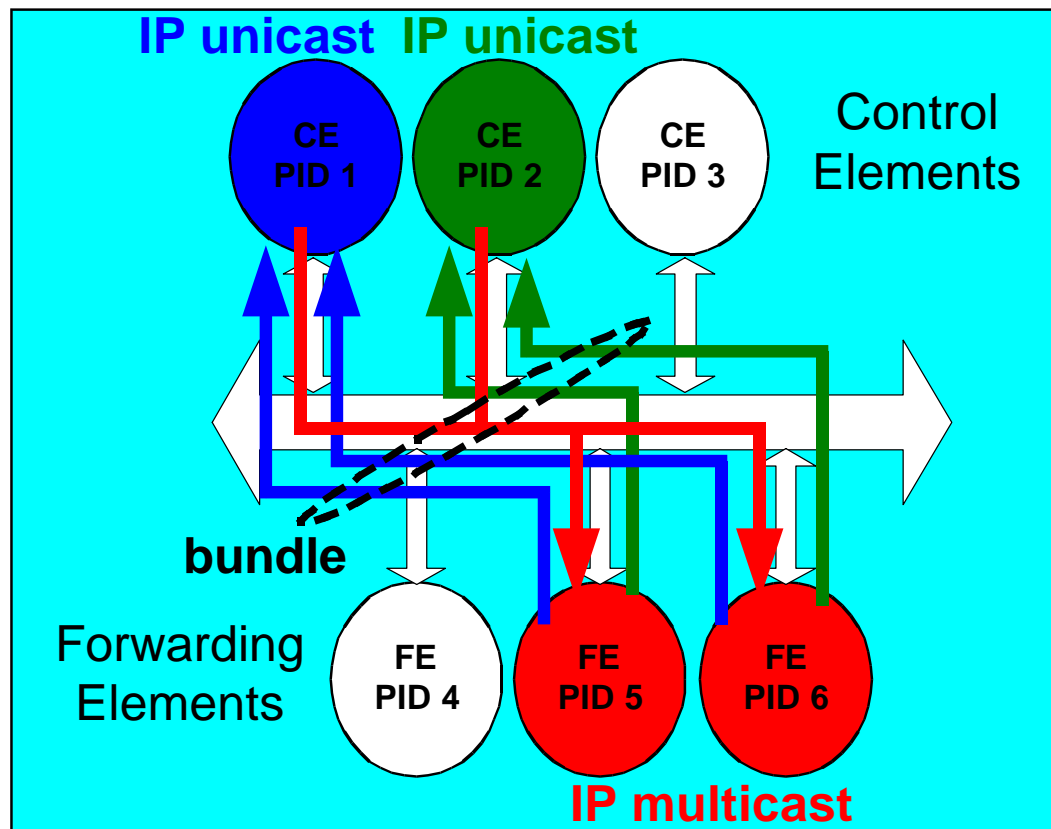 IP unicast IP unicast
CE
PID 1
CE
PID 2
CE
PID 3
Control
Elements
bundle
Forwarding
Elements
FE
PID 4
FE
PID 5
FE
PID 6
IP multicast